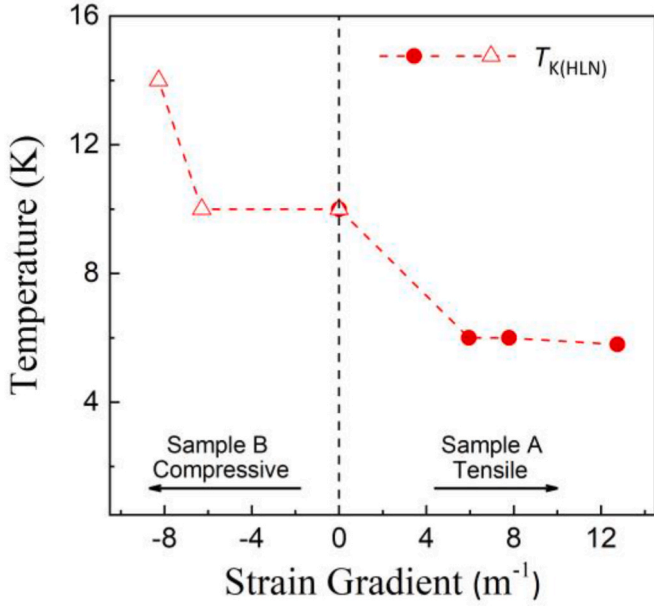 16
T_K(HLN)
12
8
4
Temperature (K)
Sample B
Compressive
Sample A
Tensile
-8 -4 0 4 8 12
Strain Gradient (m⁻¹)